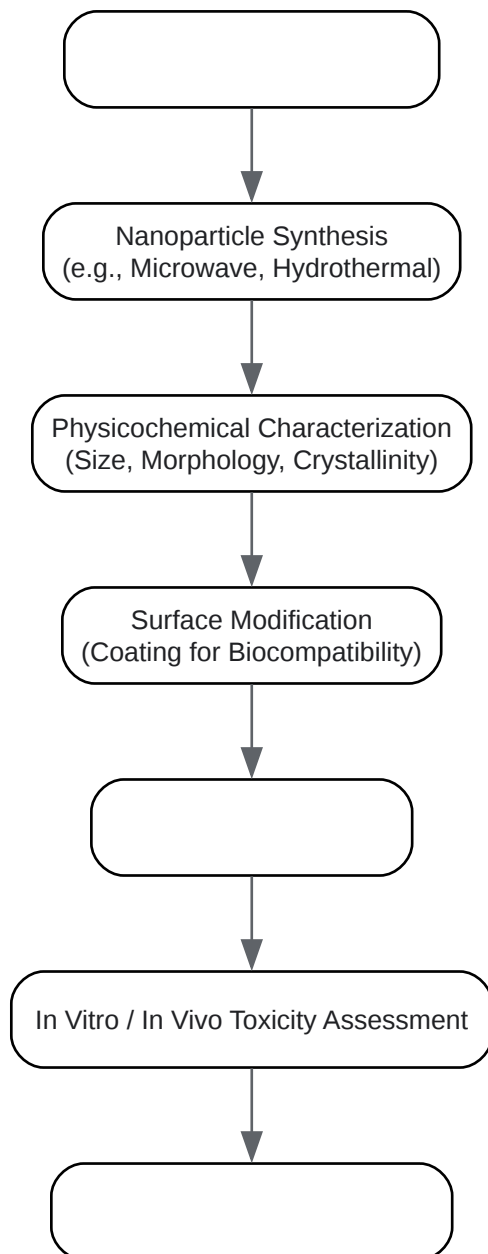 Nanoparticle Synthesis
(e.g., Microwave, Hydrothermal)
Physicochemical Characterization
(Size, Morphology, Crystallinity)
Surface Modification
(Coating for Biocompatibility)
In Vitro / In Vivo Toxicity Assessment